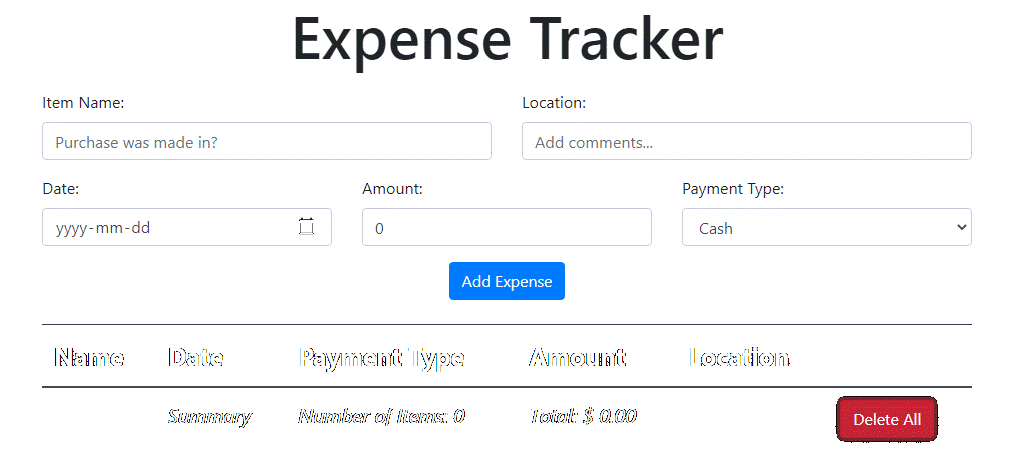 Expense Tracker
Item Name: Location:
Purchase was made in? Add comments...
Date: Amount: Payment Type:
yyyy-mm-dd 0 Cash
Add Expense
Name Date Payment Type Amount Location
Summary Number of Items: 0 Total: $ 0.00 Delete All